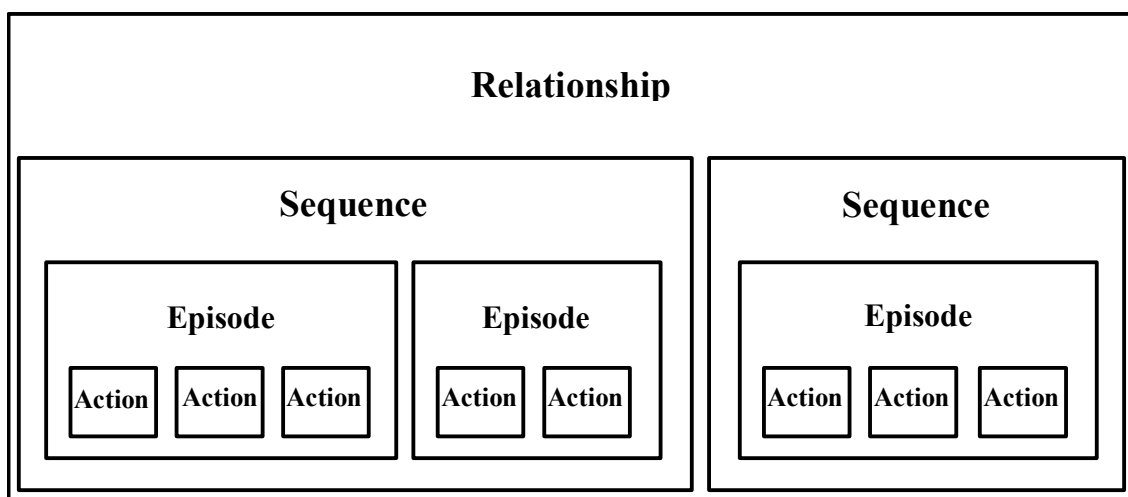 Relationship
Sequence Sequence
Episode Episode Episode
Action Action Action Action Action Action Action Action